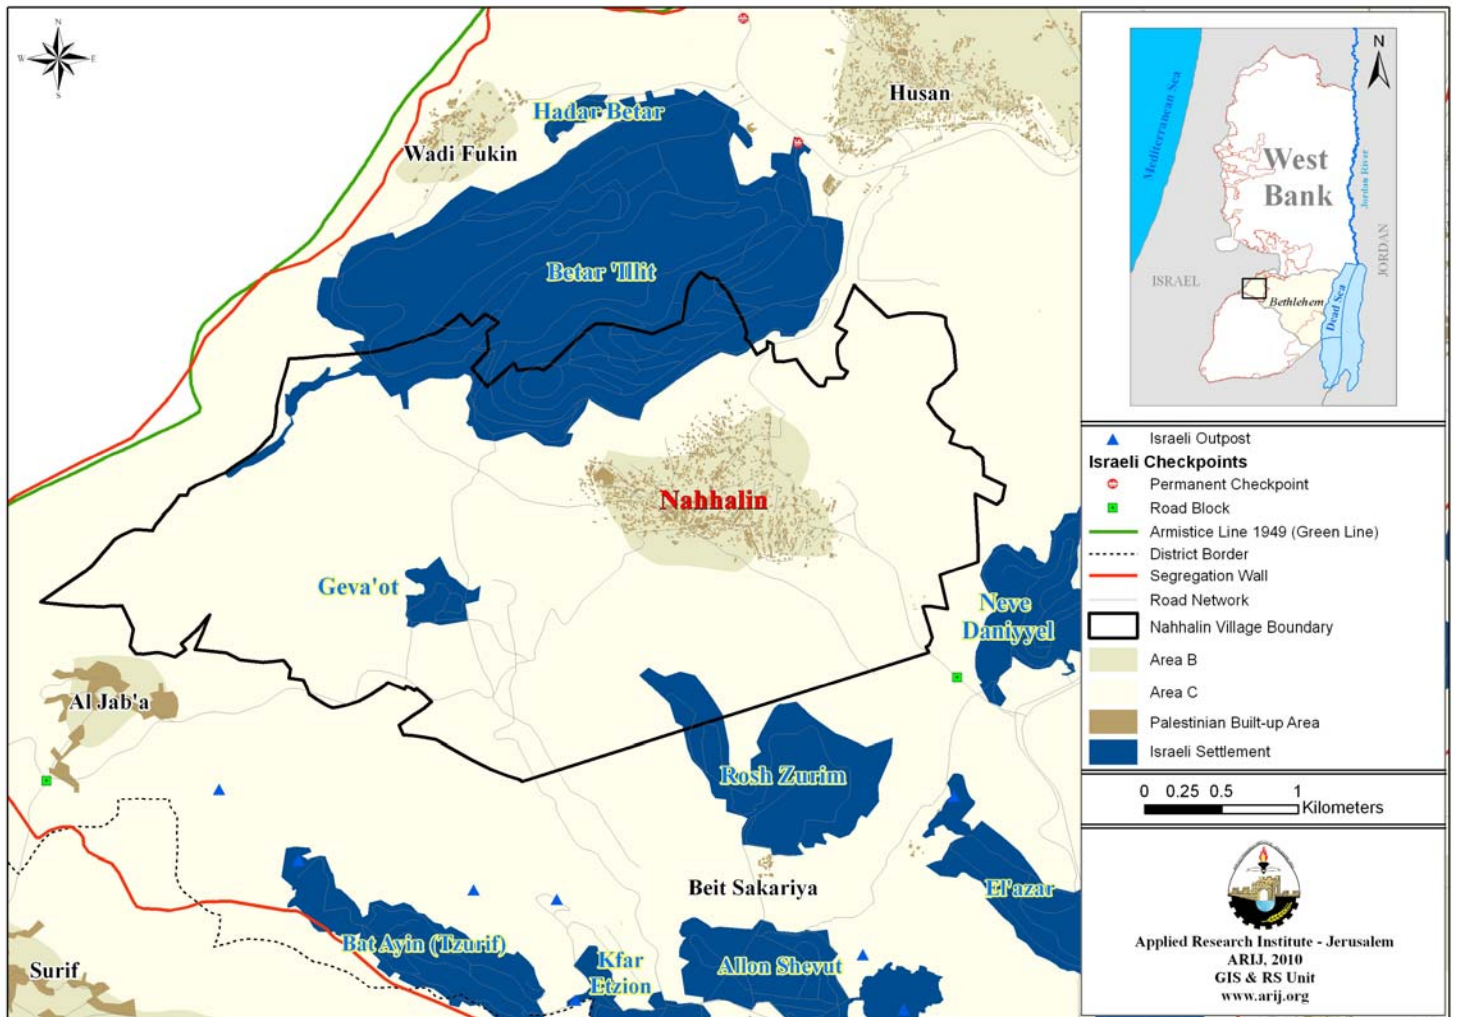 N
W
E
S
Husan
Hadar Betar
Wadi Fukin
Betar 'Illit
Nahhalin
Geva'ot
Neve
Daniyyel
Al Jab'a
Rosh Zurim
Beit Sakariya
El'azar
Bat Ayin (Tzurif)
Kfar
Etzion
Allon Shevut
Surif
N
Mediterranean Sea
West
Bank
Jordan River
JORDAN
ISRAEL
Bethlehem
Dead Sea
Israeli Outpost
Israeli Checkpoints
Permanent Checkpoint
Road Block
Armistice Line 1949 (Green Line)
District Border
Segregation Wall
Road Network
Nahhalin Village Boundary
Area B
Area C
Palestinian Built-up Area
Israeli Settlement
0 0.25 0.5 1
Kilometers
Applied Research Institute - Jerusalem
ARIJ, 2010
GIS & RS Unit
www.arij.org